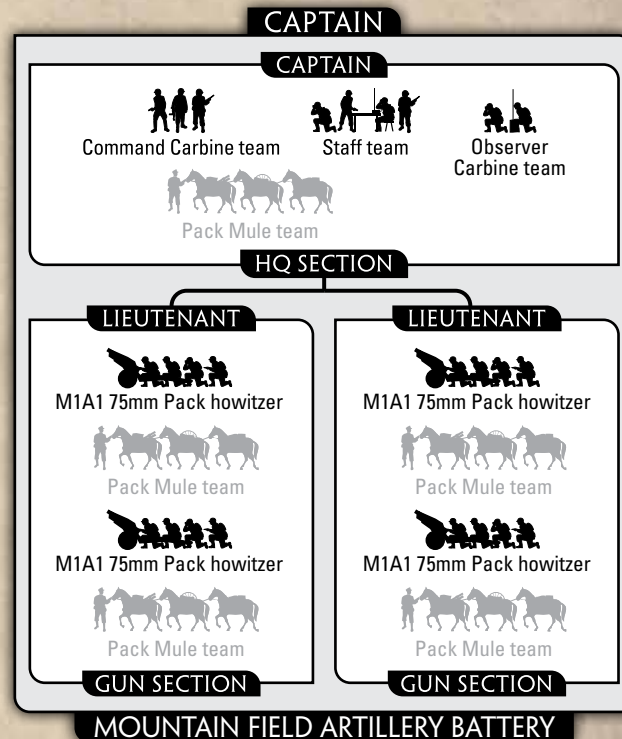 CAPTAIN
CAPTAIN
Command Carbine team
Staff team
Observer
Carbine team
Pack Mule team
HQ SECTION
LIEUTENANT
M1A1 75mm Pack howitzer
Pack Mule team
M1A1 75mm Pack howitzer
Pack Mule team
GUN SECTION
LIEUTENANT
M1A1 75mm Pack howitzer
Pack Mule team
M1A1 75mm Pack howitzer
Pack Mule team
GUN SECTION
MOUNTAIN FIELD ARTILLERY BATTERY